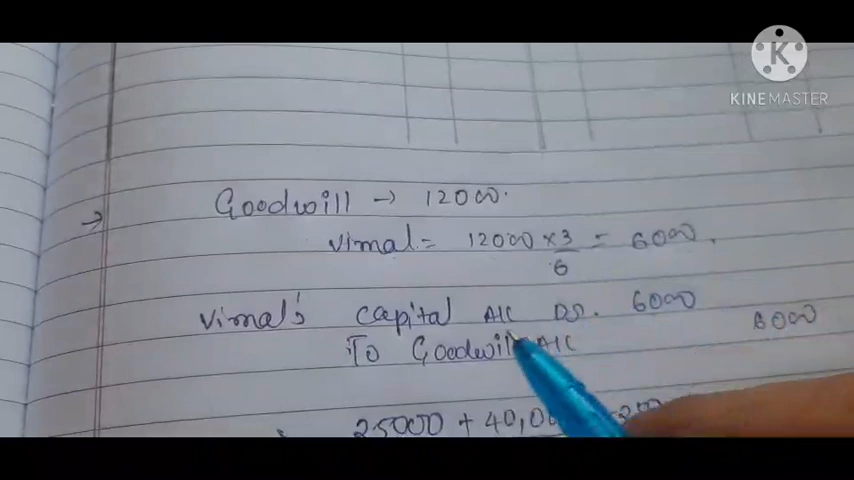 KINEMASTER
Goodwill → 12000.
Vimal = 12000 × 3/6 = 6000.
Vimal's Capital A/C Dr. 6000
To Goodwill A/C 6000
25000 + 40,00